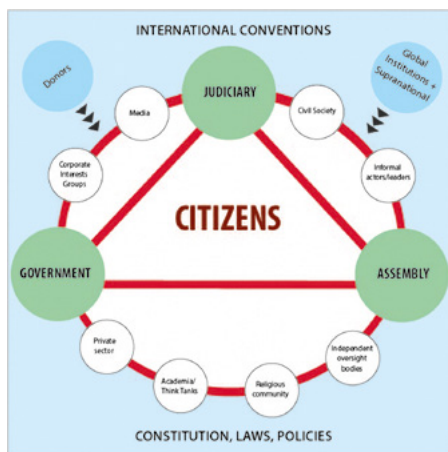 INTERNATIONAL CONVENTIONS
Donors
Global
Institutions +
Supranational
JUDICIARY
Media
Civil Society
Corporate
Interests
Groups
Informal
actors/leaders
CITIZENS
GOVERNMENT
ASSEMBLY
Private
sector
Independent
oversight
bodies
Academia/
Think Tanks
Religious
community
CONSTITUTION, LAWS, POLICIES